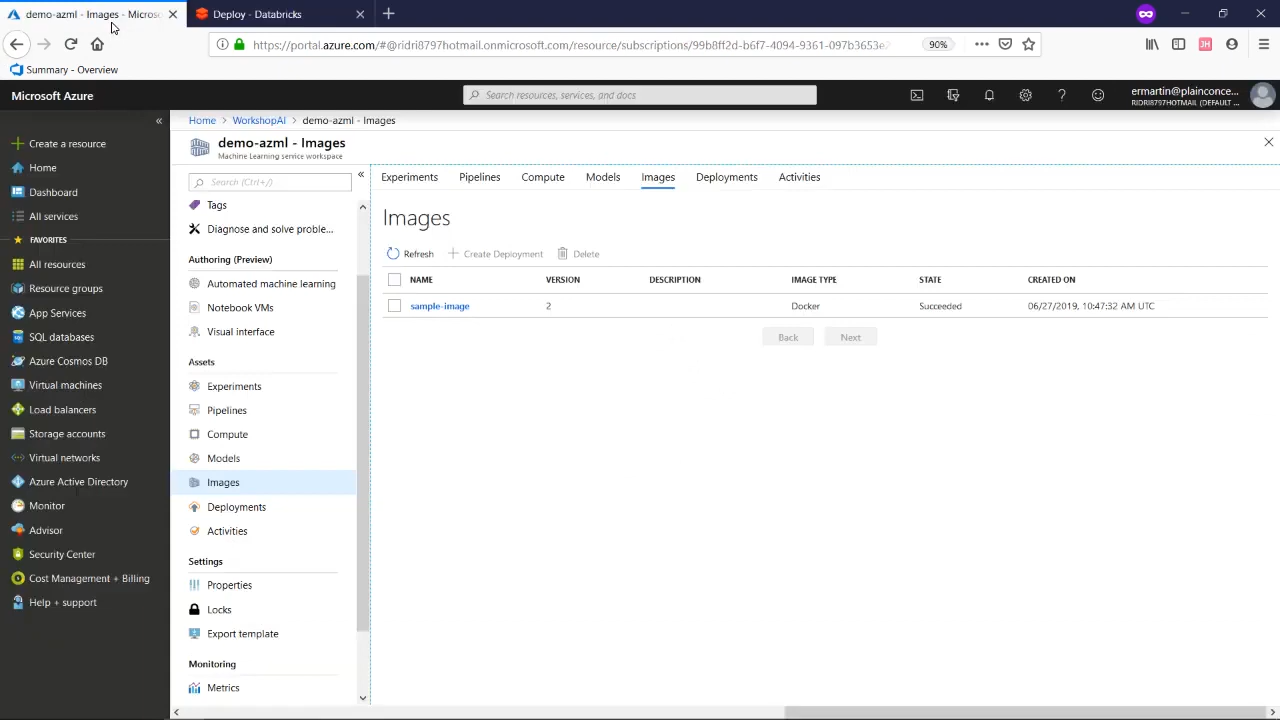 demo-azml - Images - Microso
Deploy - Databricks
https://portal.azure.com/#@ridri8797hotmail.onmicrosoft.com/resource/subscriptions/99b8ff2d-b6f7-4094-9361-097b3653e2
90%
JH
Summary - Overview
Microsoft Azure
Search resources, services, and docs
ermartin@plainconce...
RIDRI8797HOTMAIL (DEFAULT ...
Home > WorkshopAI > demo-azml - Images
demo-azml - Images
Machine Learning service workspace
Create a resource
Home
Dashboard
All services
FAVORITES
All resources
Resource groups
App Services
SQL databases
Azure Cosmos DB
Virtual machines
Load balancers
Storage accounts
Virtual networks
Azure Active Directory
Monitor
Advisor
Security Center
Cost Management + Billing
Help + support
Search (Ctrl+/)
Tags
Diagnose and solve proble...
Authoring (Preview)
Automated machine learning
Notebook VMs
Visual interface
Assets
Experiments
Pipelines
Compute
Models
Images
Deployments
Activities
Settings
Properties
Locks
Export template
Monitoring
Metrics
Experiments Pipelines Compute Models Images Deployments Activities
Images
Refresh Create Deployment Delete
NAME VERSION DESCRIPTION IMAGE TYPE STATE CREATED ON
sample-image 2 Docker Succeeded 06/27/2019, 10:47:32 AM UTC
Back Next